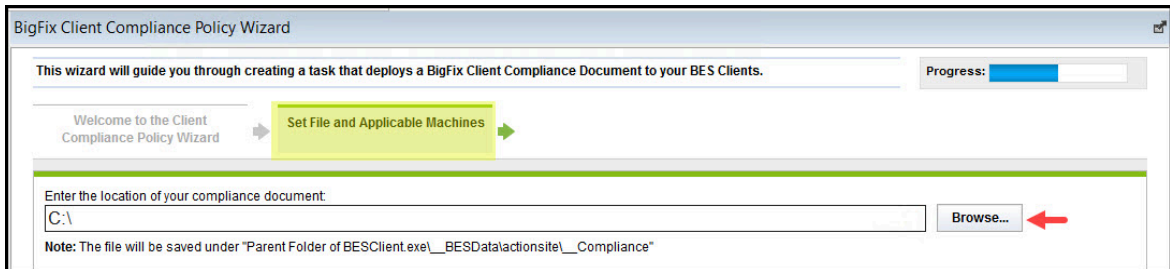 BigFix Client Compliance Policy Wizard
This wizard will guide you through creating a task that deploys a BigFix Client Compliance Document to your BES Clients.
Progress:
Welcome to the Client
Compliance Policy Wizard
Set File and Applicable Machines
Enter the location of your compliance document:
C:\
Browse...
Note: The file will be saved under "Parent Folder of BESClient.exe\__BESData\actionsite\__Compliance"